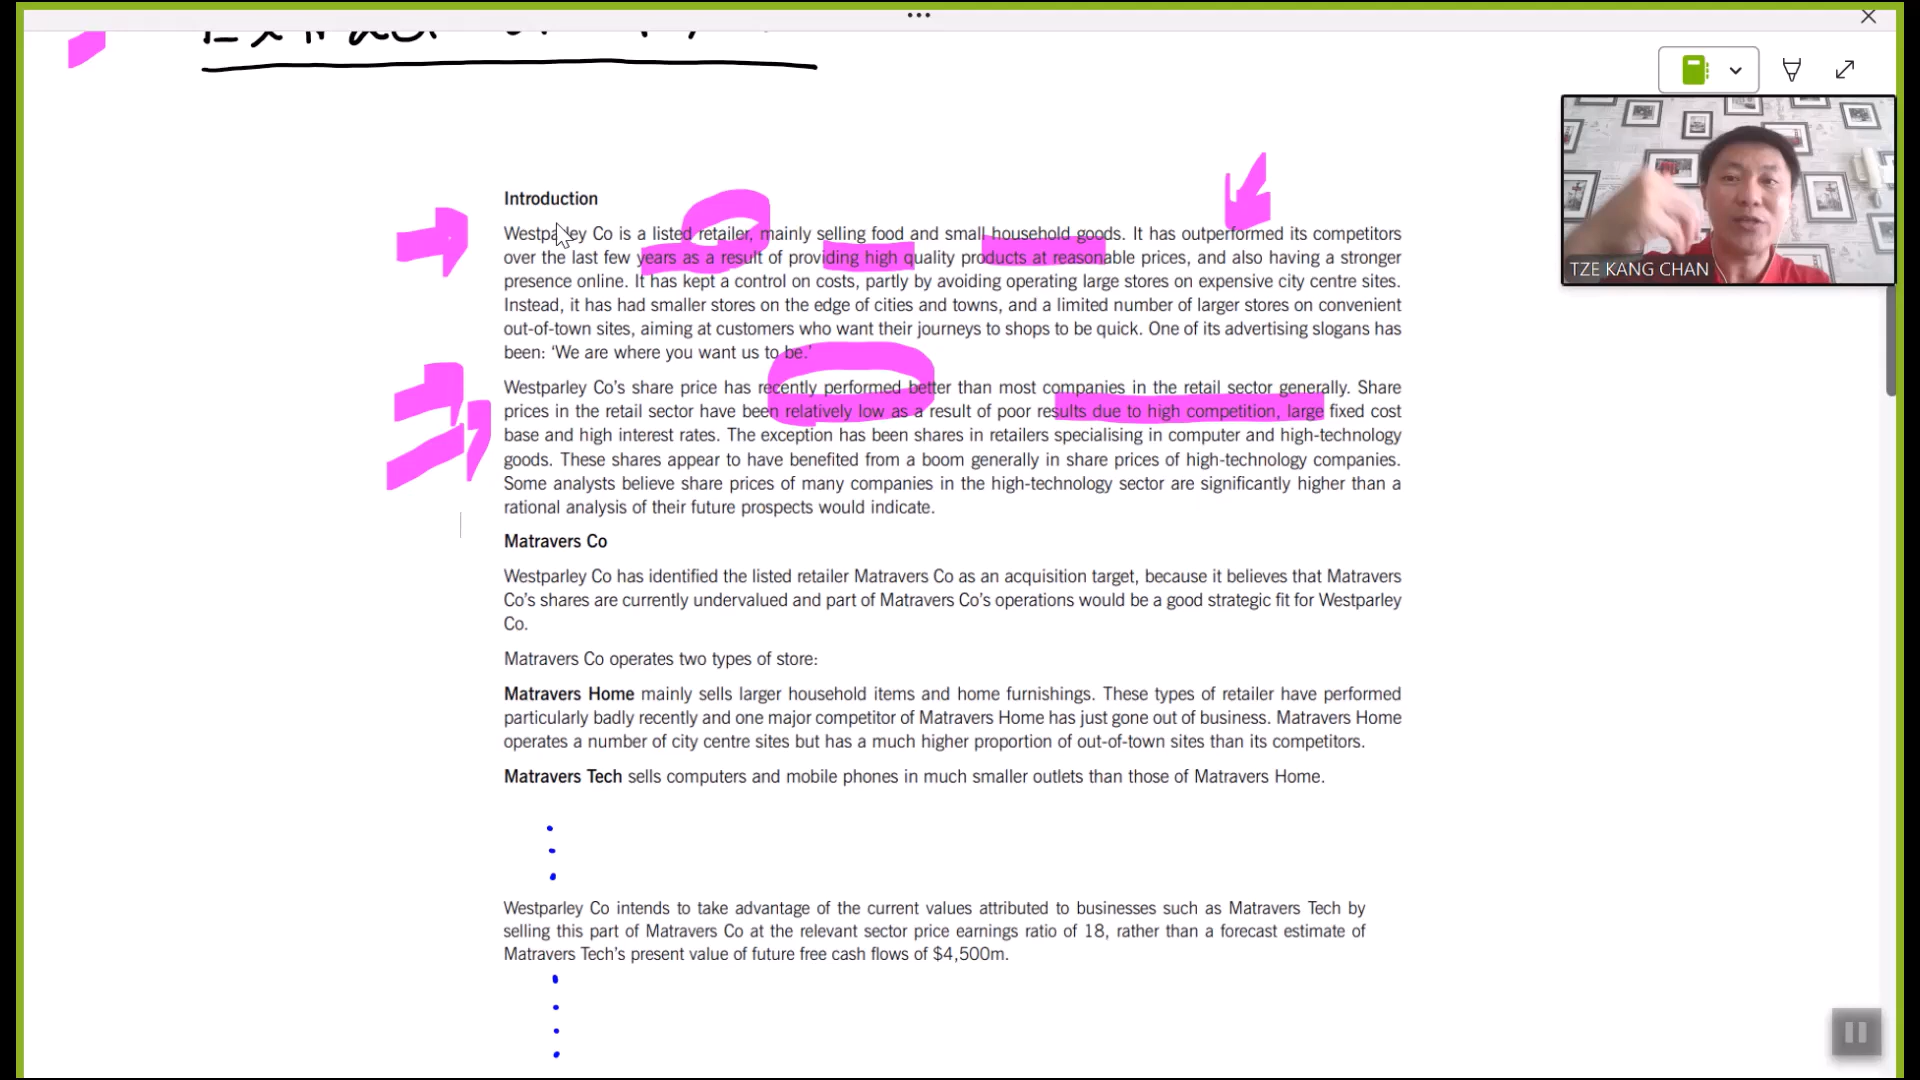 Introduction
Westparley Co is a listed retailer, mainly selling food and small household goods. It has outperformed its competitors
over the last few years as a result of providing high quality products at reasonable prices, and also having a stronger
presence online. It has kept a control on costs, partly by avoiding operating large stores on expensive city centre sites.
Instead, it has had smaller stores on the edge of cities and towns, and a limited number of larger stores on convenient
out-of-town sites, aiming at customers who want their journeys to shops to be quick. One of its advertising slogans has
been: ‘We are where you want us to be.’
TZE KANG CHAN
Westparley Co’s share price has recently performed better than most companies in the retail sector generally. Share
prices in the retail sector have been relatively low as a result of poor results due to high competition, large fixed cost
base and high interest rates. The exception has been shares in retailers specialising in computer and high-technology
goods. These shares appear to have benefited from a boom generally in share prices of high-technology companies.
Some analysts believe share prices of many companies in the high-technology sector are significantly higher than a
rational analysis of their future prospects would indicate.
Matravers Co
Westparley Co has identified the listed retailer Matravers Co as an acquisition target, because it believes that Matravers
Co’s shares are currently undervalued and part of Matravers Co’s operations would be a good strategic fit for Westparley
Co.
Matravers Co operates two types of store:
Matravers Home mainly sells larger household items and home furnishings. These types of retailer have performed
particularly badly recently and one major competitor of Matravers Home has just gone out of business. Matravers Home
operates a number of city centre sites but has a much higher proportion of out-of-town sites than its competitors.
Matravers Tech sells computers and mobile phones in much smaller outlets than those of Matravers Home.
Westparley Co intends to take advantage of the current values attributed to businesses such as Matravers Tech by
selling this part of Matravers Co at the relevant sector price earnings ratio of 18, rather than a forecast estimate of
Matravers Tech’s present value of future free cash flows of $4,500m.